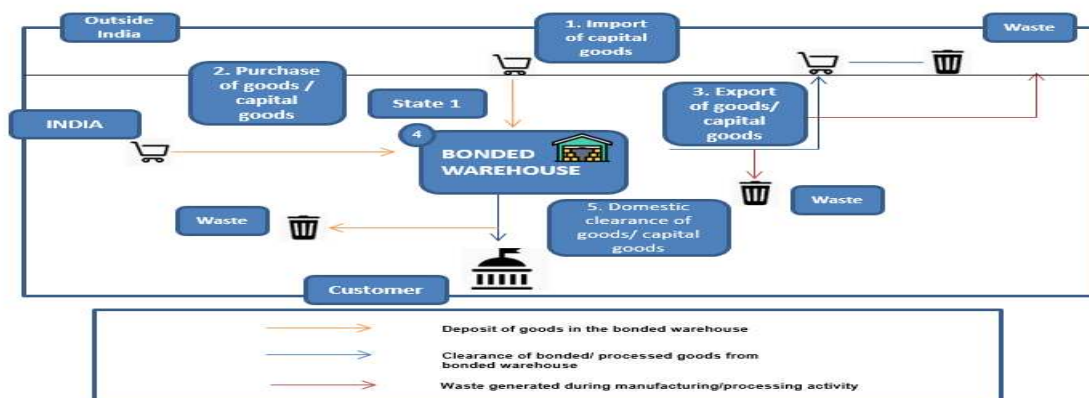 Outside
India
1. Import
of capital
goods
Waste
2. Purchase
of goods /
capital
goods
State 1
3. Export
of goods/
capital
goods
INDIA
4
BONDED
WAREHOUSE
Waste
Waste
5. Domestic
clearance of
goods/ capital
goods
Customer
Deposit of goods in the bonded warehouse
Clearance of bonded/ processed goods from
bonded warehouse
Waste generated during manufacturing/processing activity